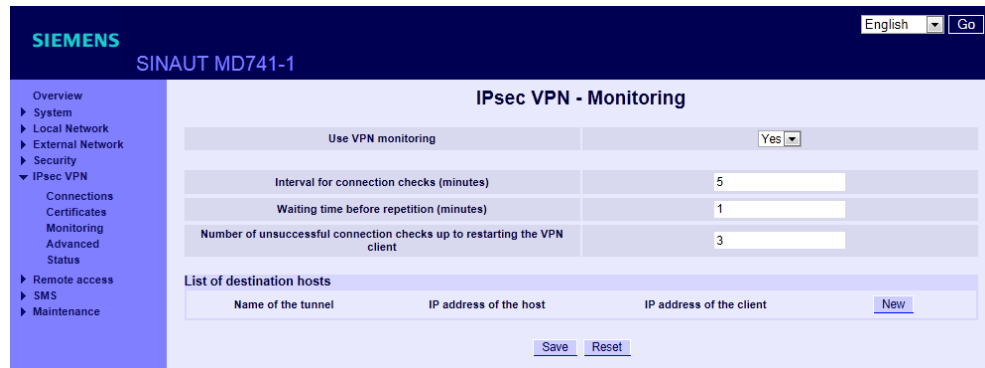 English Go
SIEMENS
SINAUT MD741-1
Overview
System
Local Network
External Network
Security
IPsec VPN
Connections
Certificates
Monitoring
Advanced
Status
Remote access
SMS
Maintenance
IPsec VPN - Monitoring
Use VPN monitoring Yes
Interval for connection checks (minutes) 5
Waiting time before repetition (minutes) 1
Number of unsuccessful connection checks up to restarting the VPN
client 3
List of destination hosts
Name of the tunnel IP address of the host IP address of the client New
Save Reset